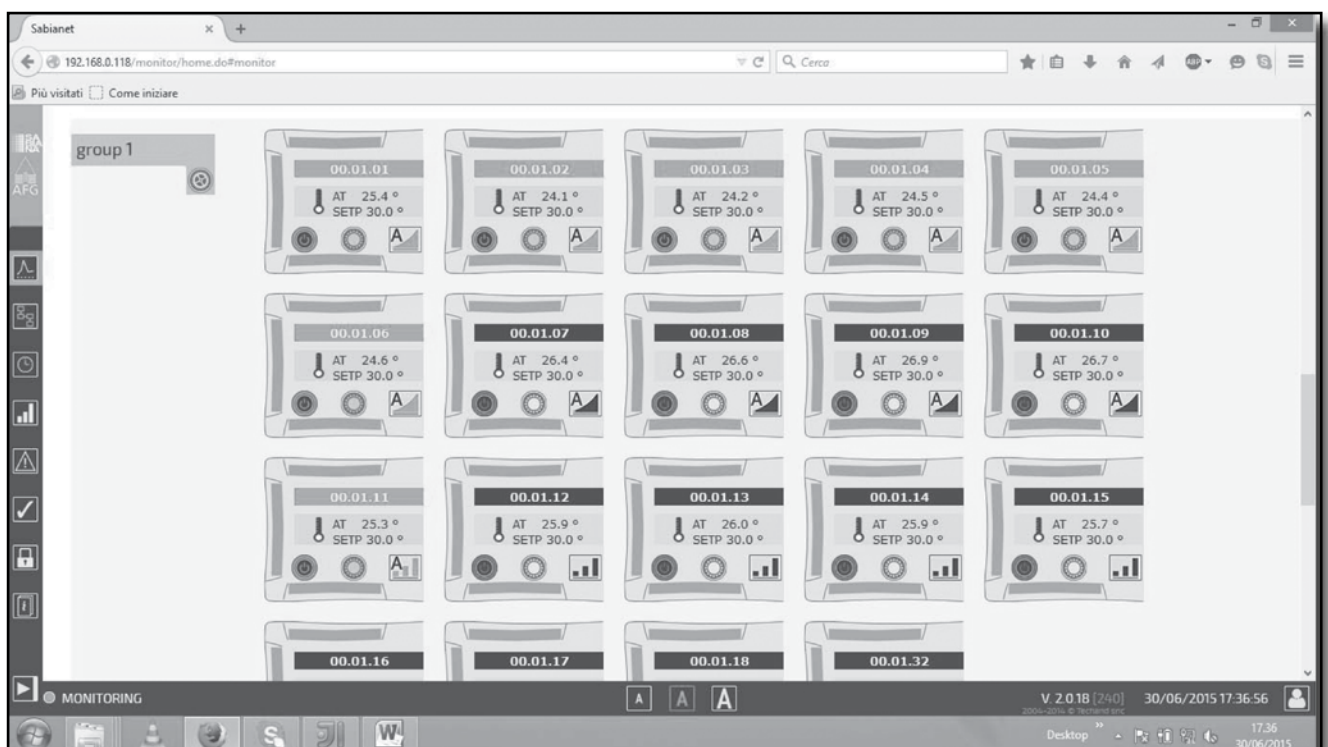 Sabianet
192.168.0.118/monitor/home.do#monitor
Cerca
ABP
Più visitati Come iniziare
group 1
AFG
00.01.01 00.01.02 00.01.03 00.01.04 00.01.05
AT 25.4 ° AT 24.1 ° AT 24.2 ° AT 24.5 ° AT 24.4 °
SETP 30.0 ° SETP 30.0 ° SETP 30.0 ° SETP 30.0 ° SETP 30.0 °
A A A A A
00.01.06 00.01.07 00.01.08 00.01.09 00.01.10
AT 24.6 ° AT 26.4 ° AT 26.6 ° AT 26.9 ° AT 26.7 °
SETP 30.0 ° SETP 30.0 ° SETP 30.0 ° SETP 30.0 ° SETP 30.0 °
A A A A A
00.01.11 00.01.12 00.01.13 00.01.14 00.01.15
AT 25.3 ° AT 25.9 ° AT 26.0 ° AT 25.9 ° AT 25.7 °
SETP 30.0 ° SETP 30.0 ° SETP 30.0 ° SETP 30.0 ° SETP 30.0 °
A
00.01.16 00.01.17 00.01.18 00.01.32
MONITORING A A A V. 2.0.18 [240] 30/06/2015 17:36:56
2004-2014 ©
Desktop 17.36
30/06/2015